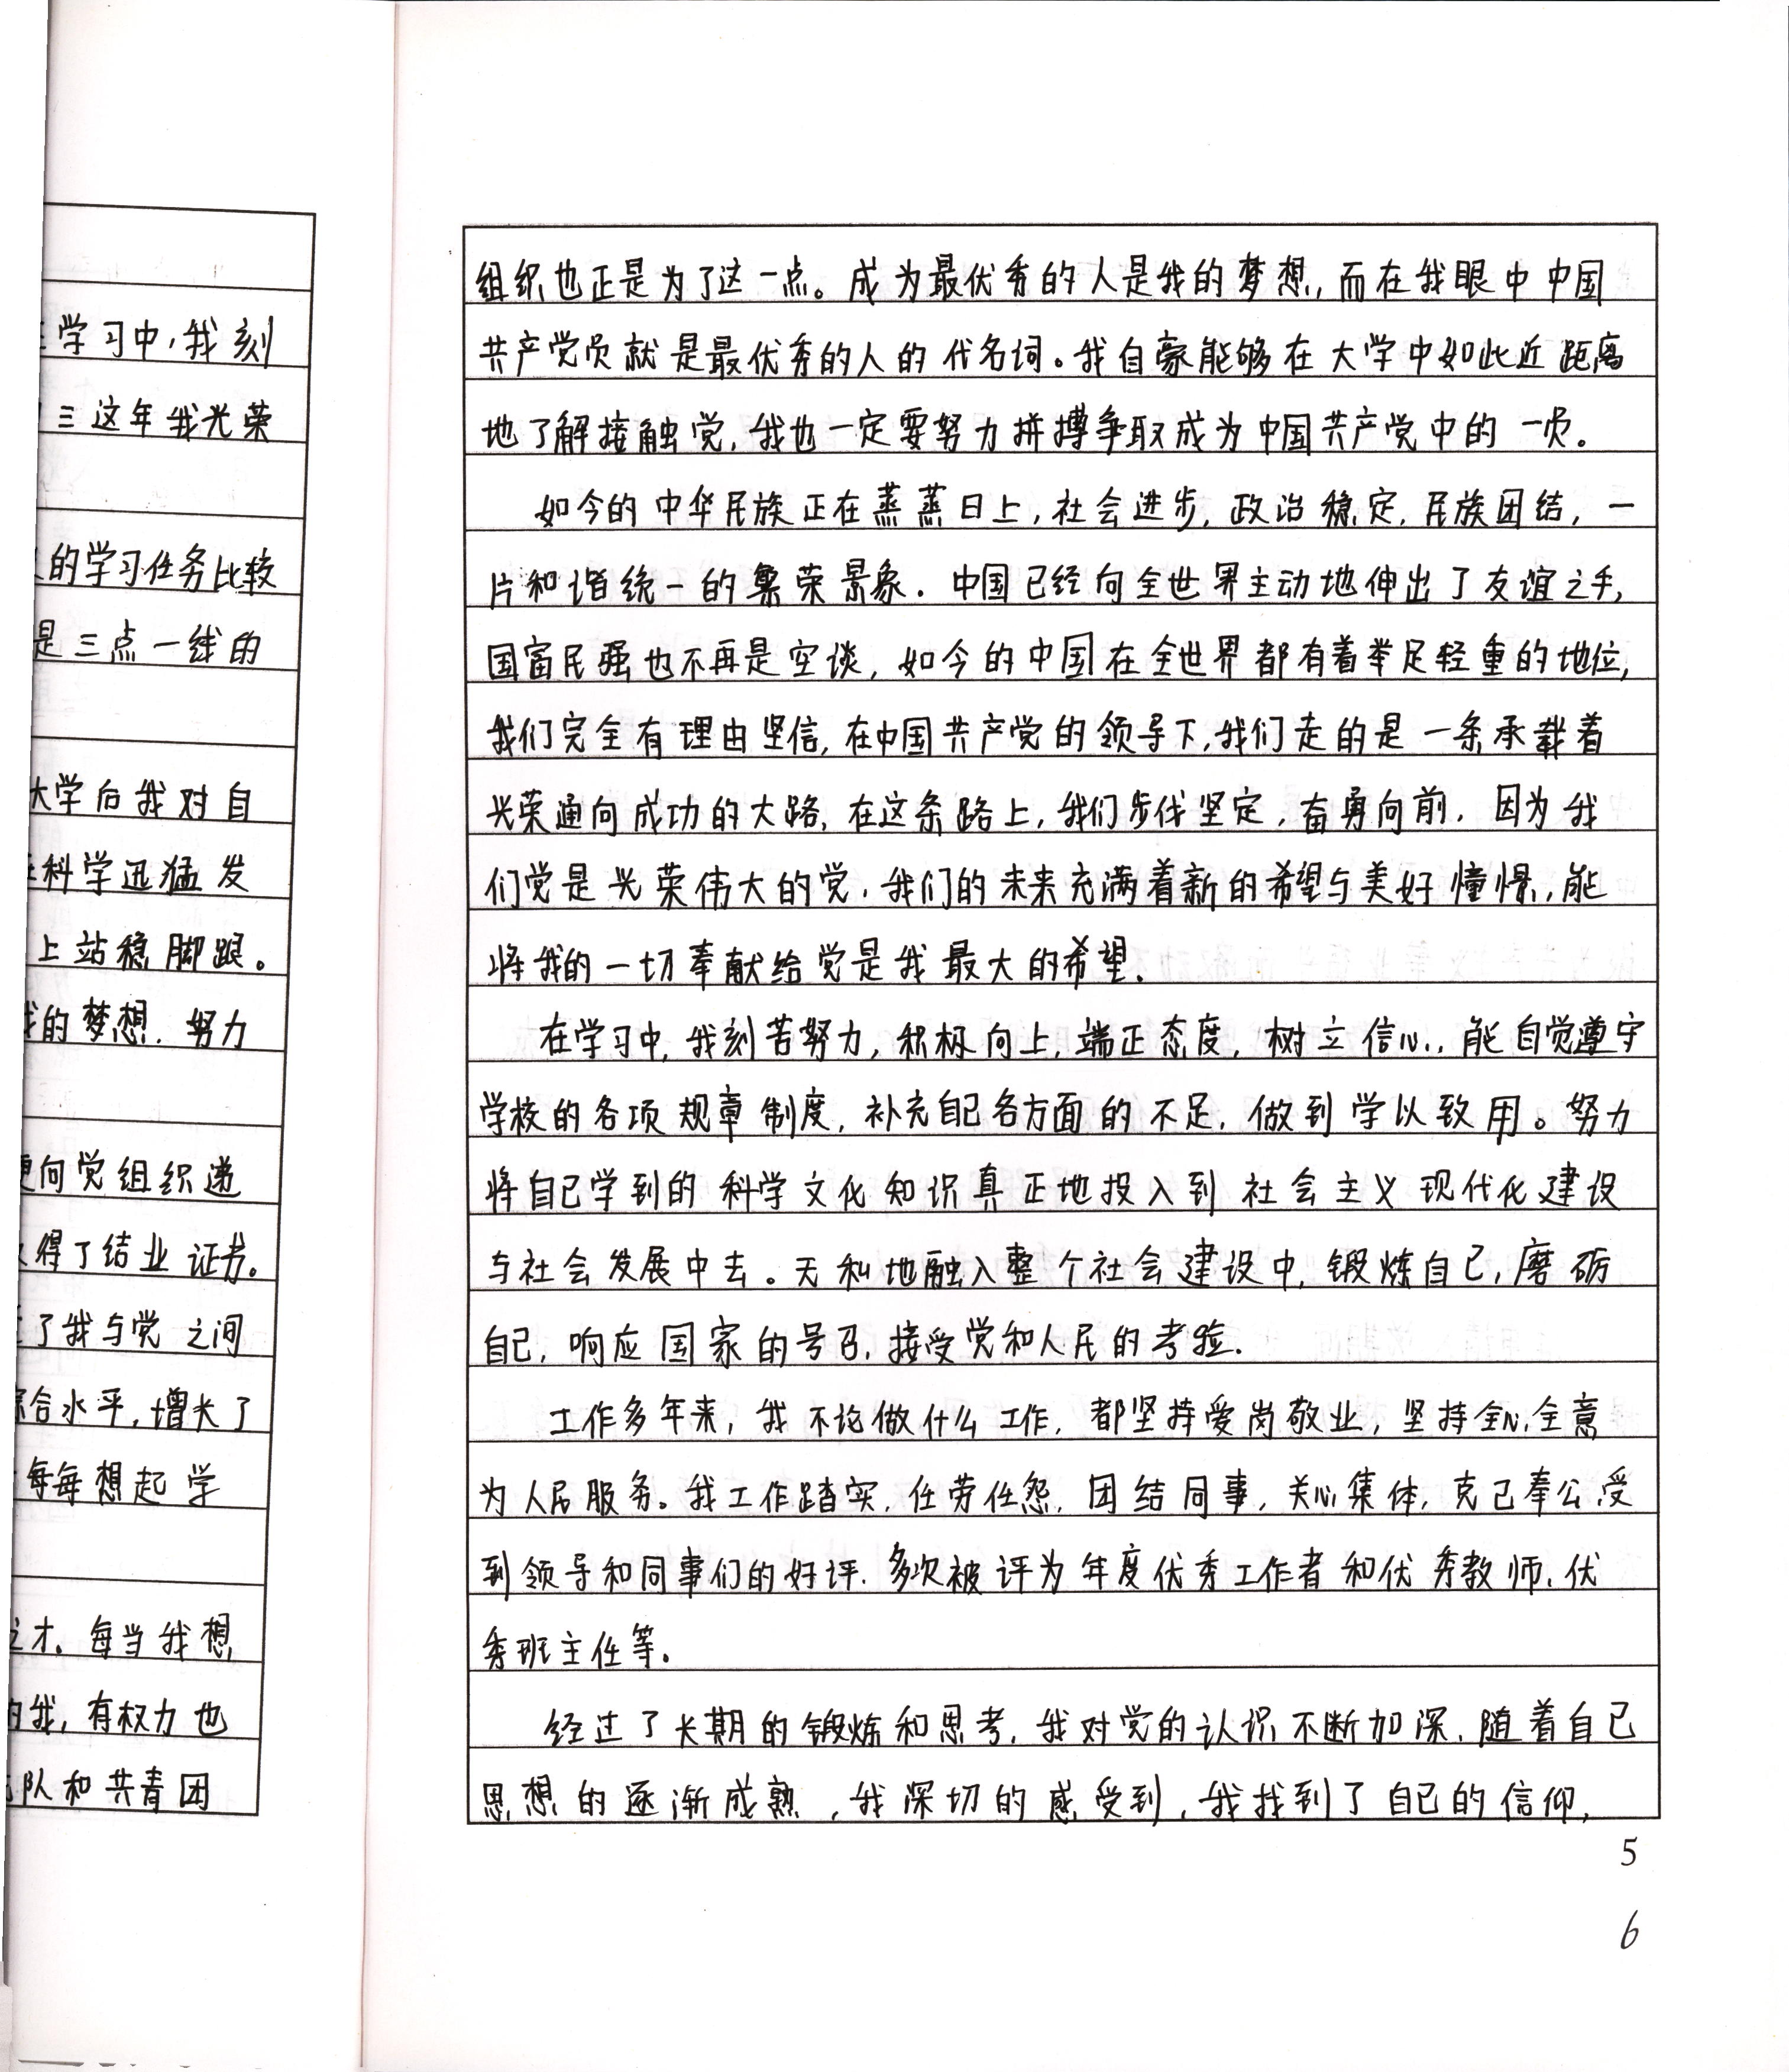 学习中,我刻
三这年我光荣
的学习任务比较
是三点一线的
大学后我对自
科学迅猛发
上站稳脚跟。
的梦想.努力
向党组织递
得了结业证书。
了我与党之间
合水平,增长了
每每想起学
才。每当我想
我,有权力也
队和共青团
组织也正是为了这一点。成为最优秀的人是我的梦想,而在我眼中中国
共产党员就是最优秀的人的代名词。我自豪能够在大学中如此近距离
地了解接触党,我也一定要努力拼搏争取成为中国共产党中的一员。
如今的中华民族正在蒸蒸日上,社会进步,政治稳定,民族团结,一
片和谐统一的繁荣景象.中国已经向全世界主动地伸出了友谊之手,
国富民强也不再是空谈,如今的中国在全世界都有着举足轻重的地位,
我们完全有理由坚信,在中国共产党的领导下,我们走的是一条承载着
光荣通向成功的大路,在这条路上,我们步伐坚定,奋勇向前.因为我
们党是光荣伟大的党.我们的未来充满着新的希望与美好憧憬,能
将我的一切奉献给党是我最大的希望.
在学习中,我刻苦努力,积极向上,端正态度,树立信心,能自觉遵守
学校的各项规章制度,补充自己各方面的不足,做到学以致用。努力
将自己学到的科学文化知识真正地投入到社会主义现代化建设
与社会发展中去。无私地融入整个社会建设中,锻炼自己,磨砺
自己,响应国家的号召,接受党和人民的考验.
工作多年来,我不论做什么工作,都坚持爱岗敬业,坚持全心全意
为人民服务。我工作踏实,任劳任怨,团结同事,关心集体,克己奉公,受
到领导和同事们的好评.多次被评为年度优秀工作者和优秀教师,优
秀班主任等。
经过了长期的锻炼和思考,我对党的认识不断加深,随着自己
思想的逐渐成熟,我深切的感受到,我找到了自己的信仰,
5
6